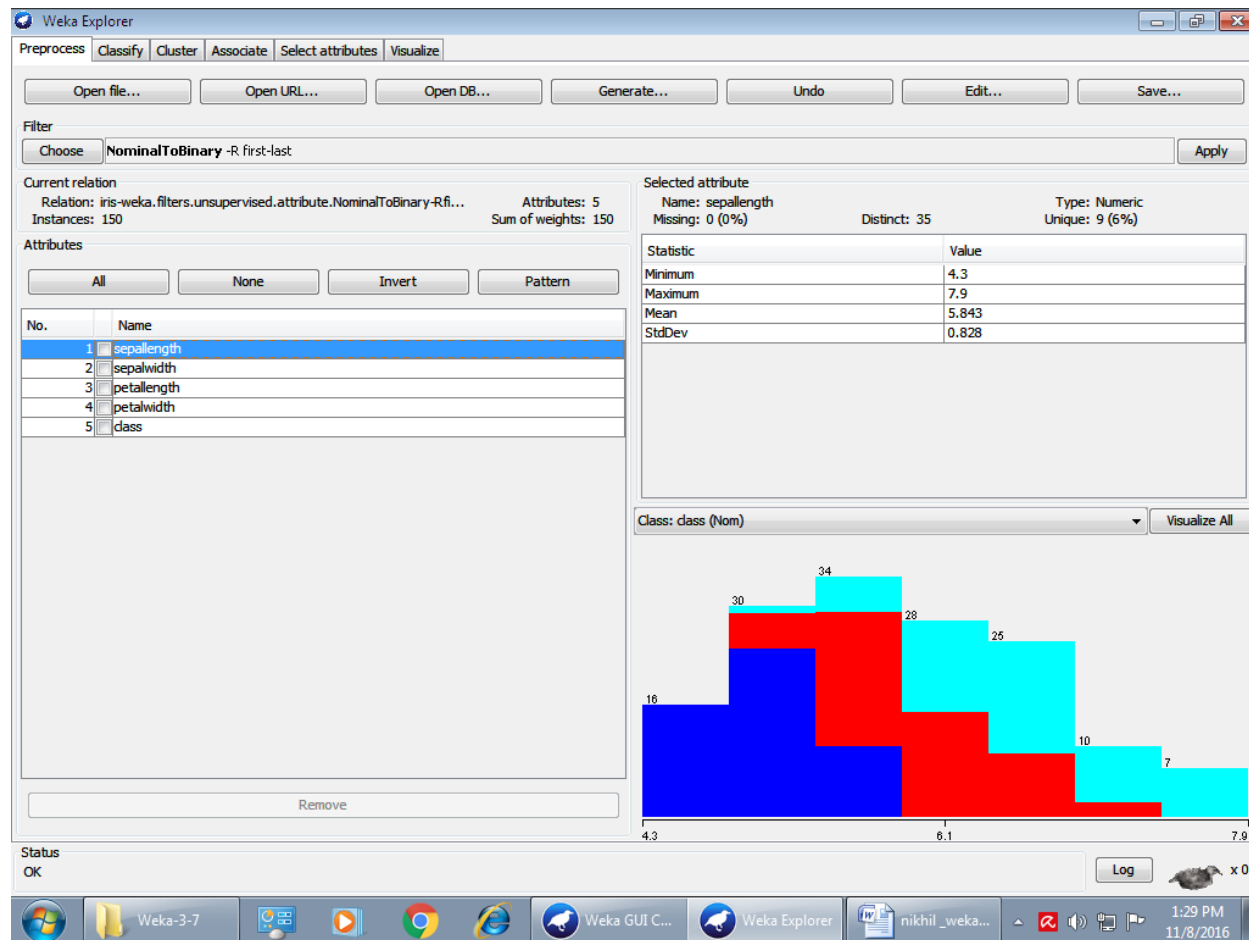 Weka Explorer
Preprocess Classify Cluster Associate Select attributes Visualize
Open file... Open URL... Open DB... Generate... Undo Edit... Save...
Filter
Choose NominalToBinary -R first-last Apply
Current relation
Relation: iris-weka.filters.unsupervised.attribute.NominalToBinary-Rfi... Attributes: 5
Instances: 150 Sum of weights: 150
Selected attribute
Name: sepallength Type: Numeric
Missing: 0 (0%) Distinct: 35 Unique: 9 (6%)
Attributes
All None Invert Pattern
No. Name
1 sepallength
2 sepalwidth
3 petallength
4 petalwidth
5 class
Remove
Statistic Value
Minimum 4.3
Maximum 7.9
Mean 5.843
StdDev 0.828
Class: class (Nom) Visualize All
16
30
34
28
25
10
7
4.3 6.1 7.9
Status
OK
Log x 0
Weka-3-7 Weka GUI C... Weka Explorer nikhil _weka... 1:29 PM
11/8/2016